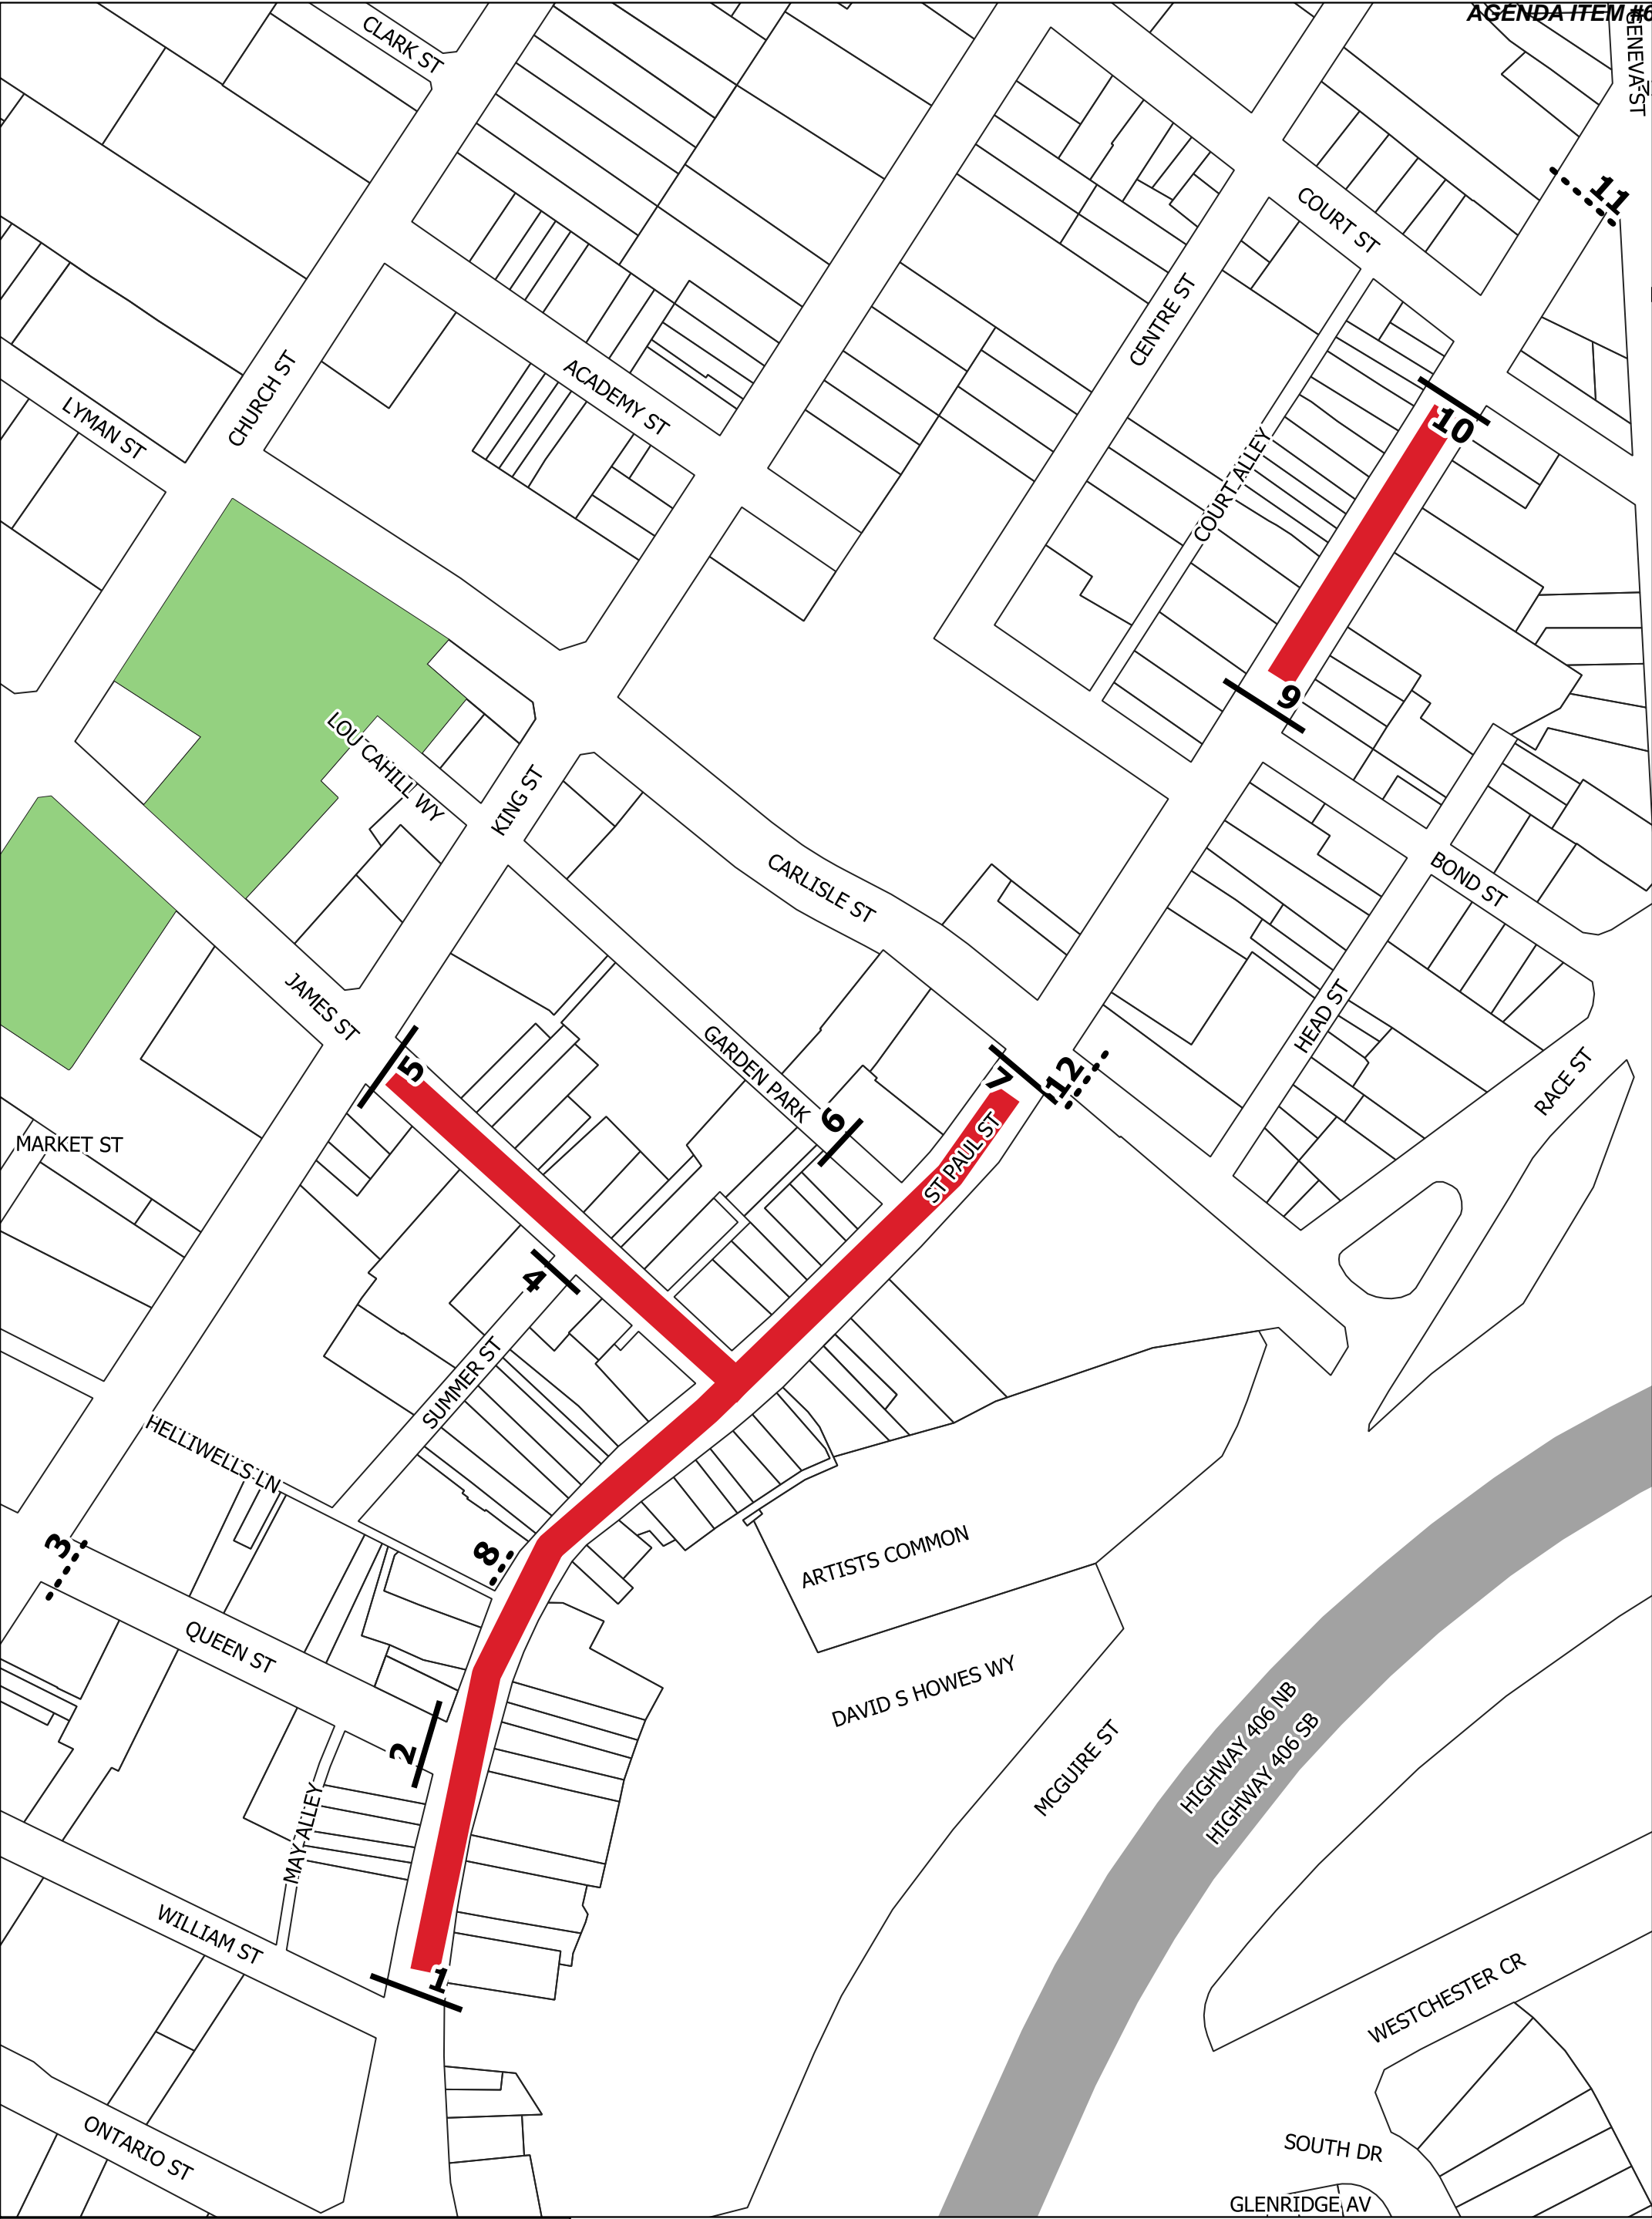 AGENDA ITEM #6
CLARK ST
GENEVA ST
11
COURT ST
CENTRE ST
ACADEMY ST
CHURCH ST
LYMAN ST
10
COURT ALLEY
9
LOU CAHILL WY
KING ST
CARLISLE ST
BOND ST
JAMES ST
HEAD ST
5
GARDEN PARK
6
7
12
RACE ST
MARKET ST
ST PAUL ST
4
SUMMER ST
HELLIWELLS LN
3
8
ARTISTS COMMON
QUEEN ST
DAVID S HOWES WY
2
MCGUIRE ST
HIGHWAY 406 NB
HIGHWAY 406 SB
MAY ALLEY
WILLIAM ST
1
WESTCHESTER CR
ONTARIO ST
SOUTH DR
GLENRIDGE AV